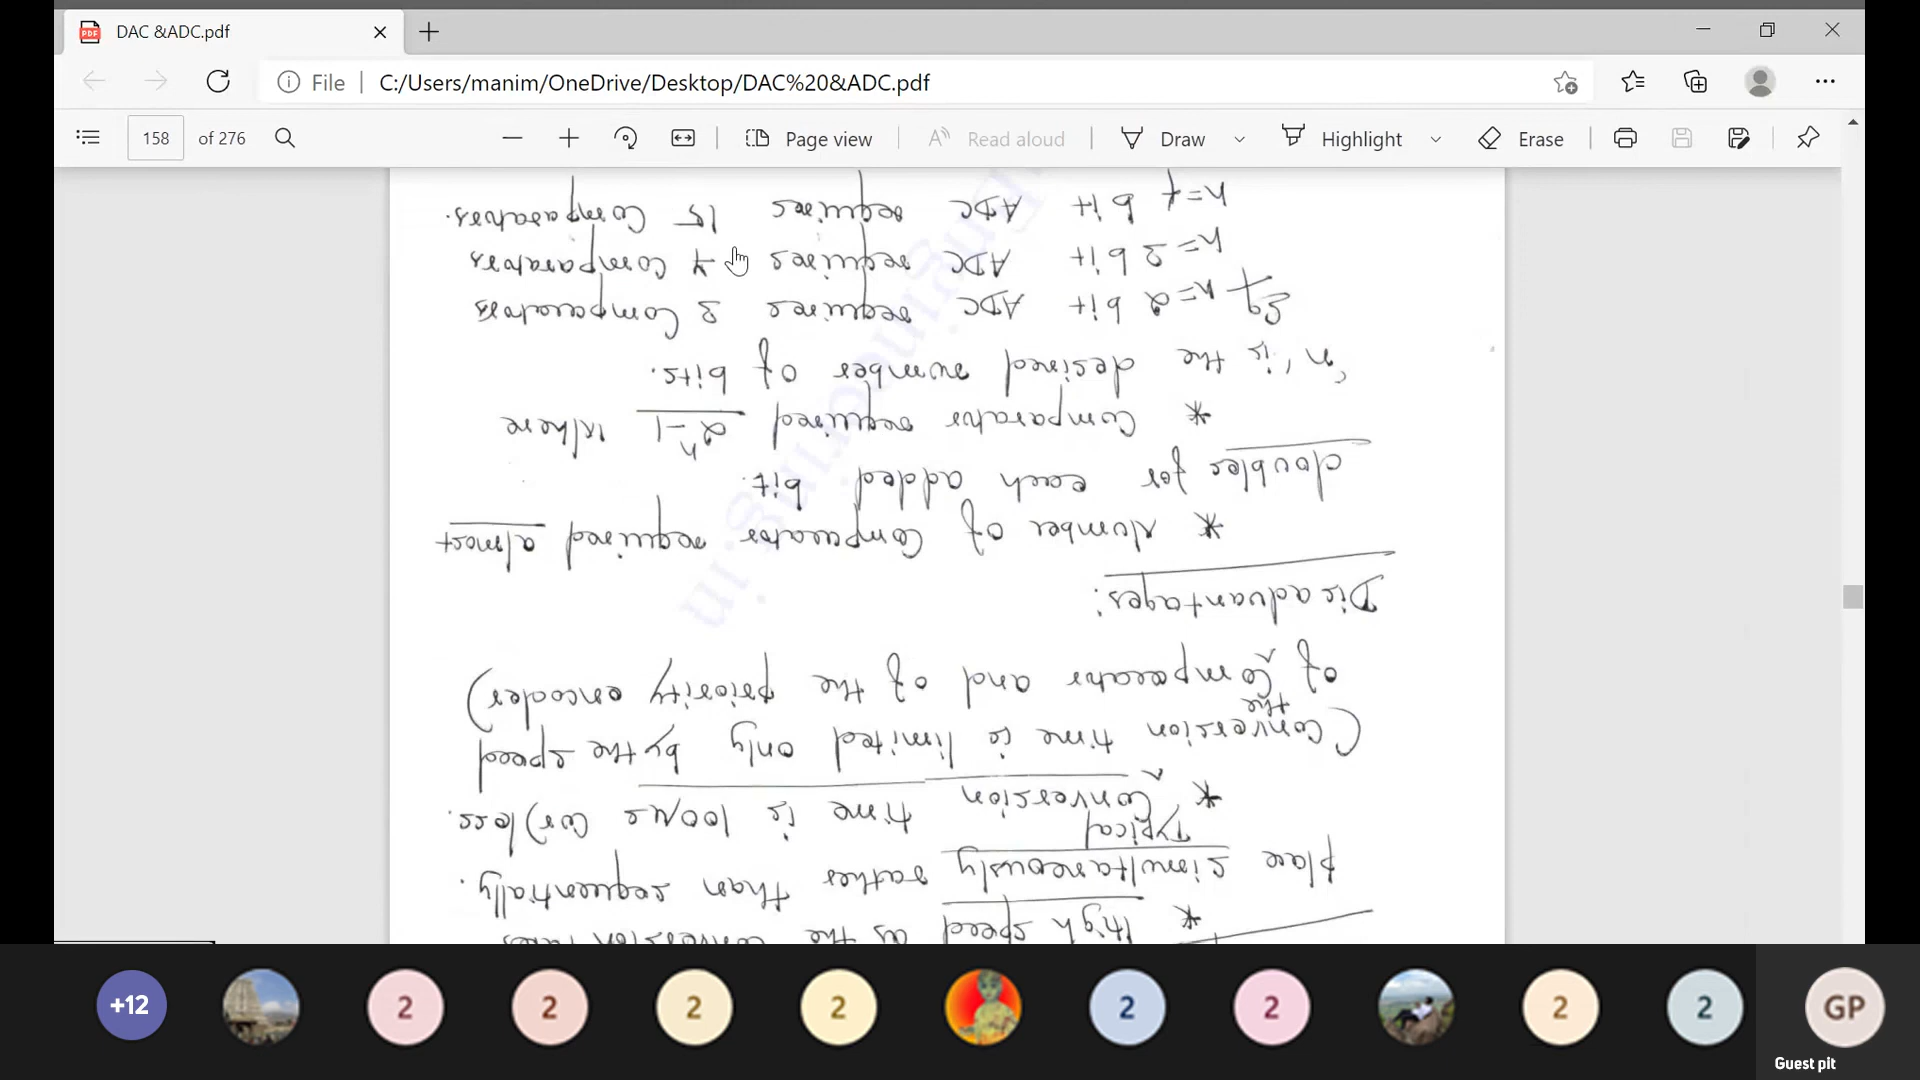 DAC &ADC.pdf
File
C:/Users/manim/OneDrive/Desktop/DAC%20&ADC.pdf
158 of 276
Page view
Read aloud
Draw
Highlight
Erase
* High speed as the conversion takes
place simultaneously rather than sequentially.
Typical
* Conversion time is 100ns (or) less.
(Conversion time is limited only by the speed
the
of comparator and of the priority encoder)
Disadvantages:
* Number of Comparator required almost
doubles for each added bit.
* Comparator required 2ⁿ-1 where
'n' is the desired number of bits.
Eg n=2 bit ADC requires 3 Comparators
n=3 bit ADC requires 7 comparators
n=4 bit ADC requires 15 Comparators.
Engineering.in
+12
2
2
2
2
2
2
2
2
GP
Guest pit